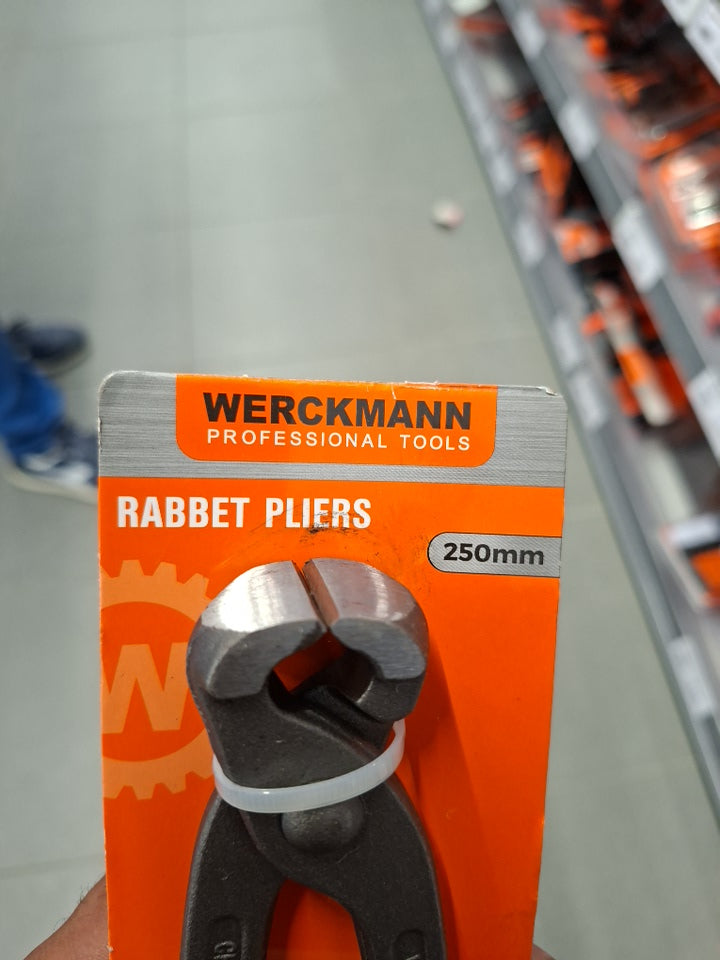 WERCKMANN
PROFESSIONAL TOOLS
RABBET PLIERS
250mm
W